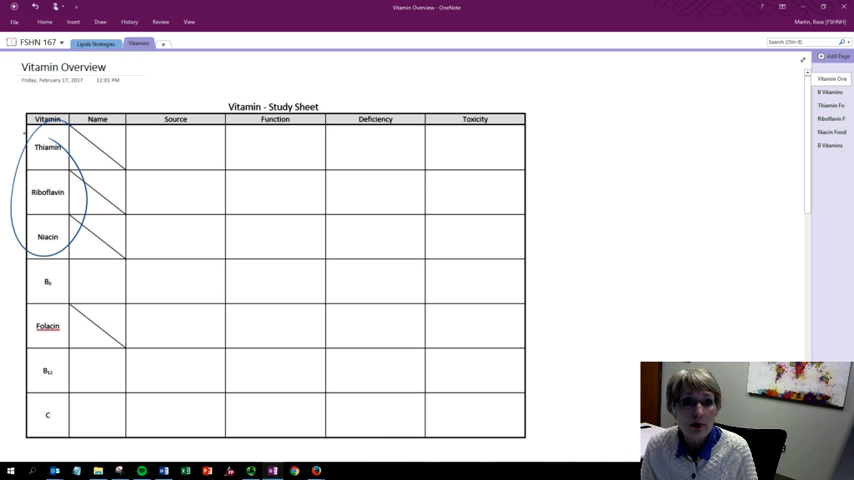 Vitamin Overview - OneNote
Martin, Rose (FSHNH)
File Home Insert Draw History Review View
FSHN 167 Lipids Strategies Vitamins
Search (Ctrl+E)
Add Page
Vitamin Overview
Friday, February 17, 2017 12:01 PM
Vitamin Ove
B Vitamins
Thiamin Fo
Riboflavin F
Niacin Food
B Vitamins
Vitamin - Study Sheet
Vitamin Name Source Function Deficiency Toxicity
Thiamin
Riboflavin
Niacin
B6
Folacin
B12
C